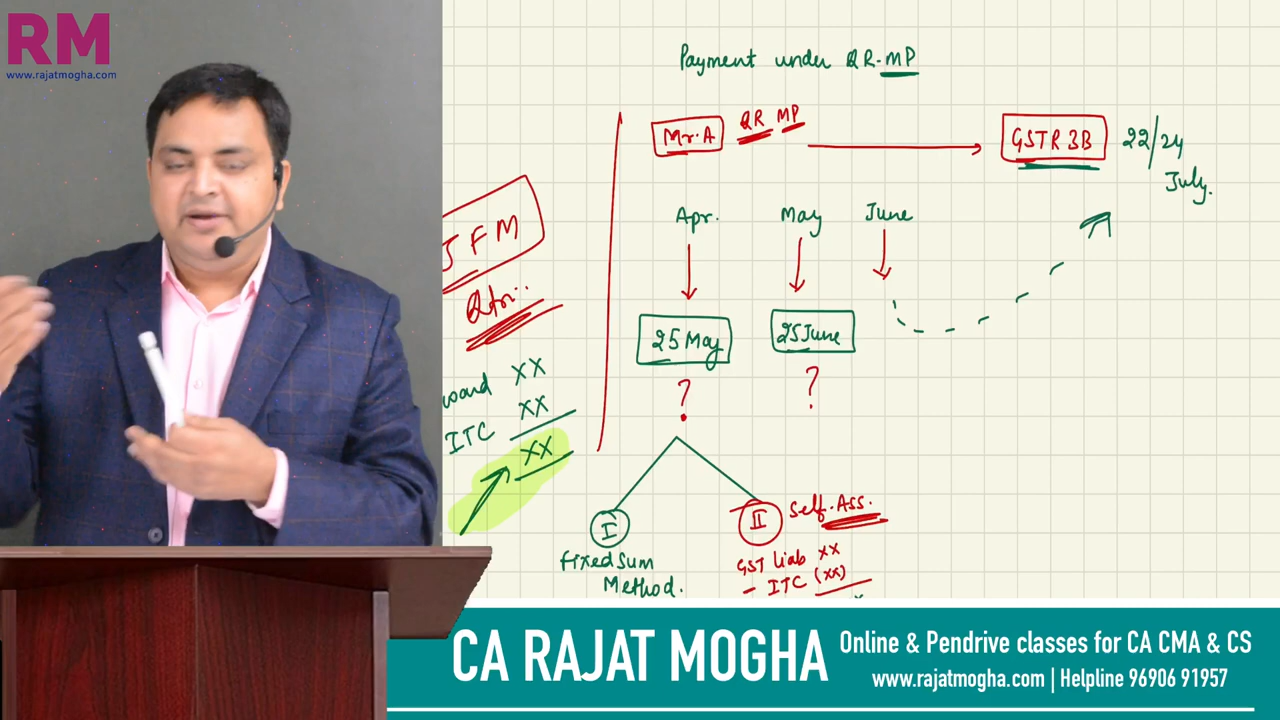 RM
www.rajatmogha.com
Payment under QR-MP
Mr.A QR MP
GSTR 3B 22/24 July.
Apr. May June
25 May 25 June
? ?
JFM
Qtr..
ward XX
ITC XX
XX
I
Fixed Sum
Method.
II Self. Ass.
GST liab XX
- ITC (XX)
CA RAJAT MOGHA
Online & Pendrive classes for CA CMA & CS
www.rajatmogha.com | Helpline 96906 91957